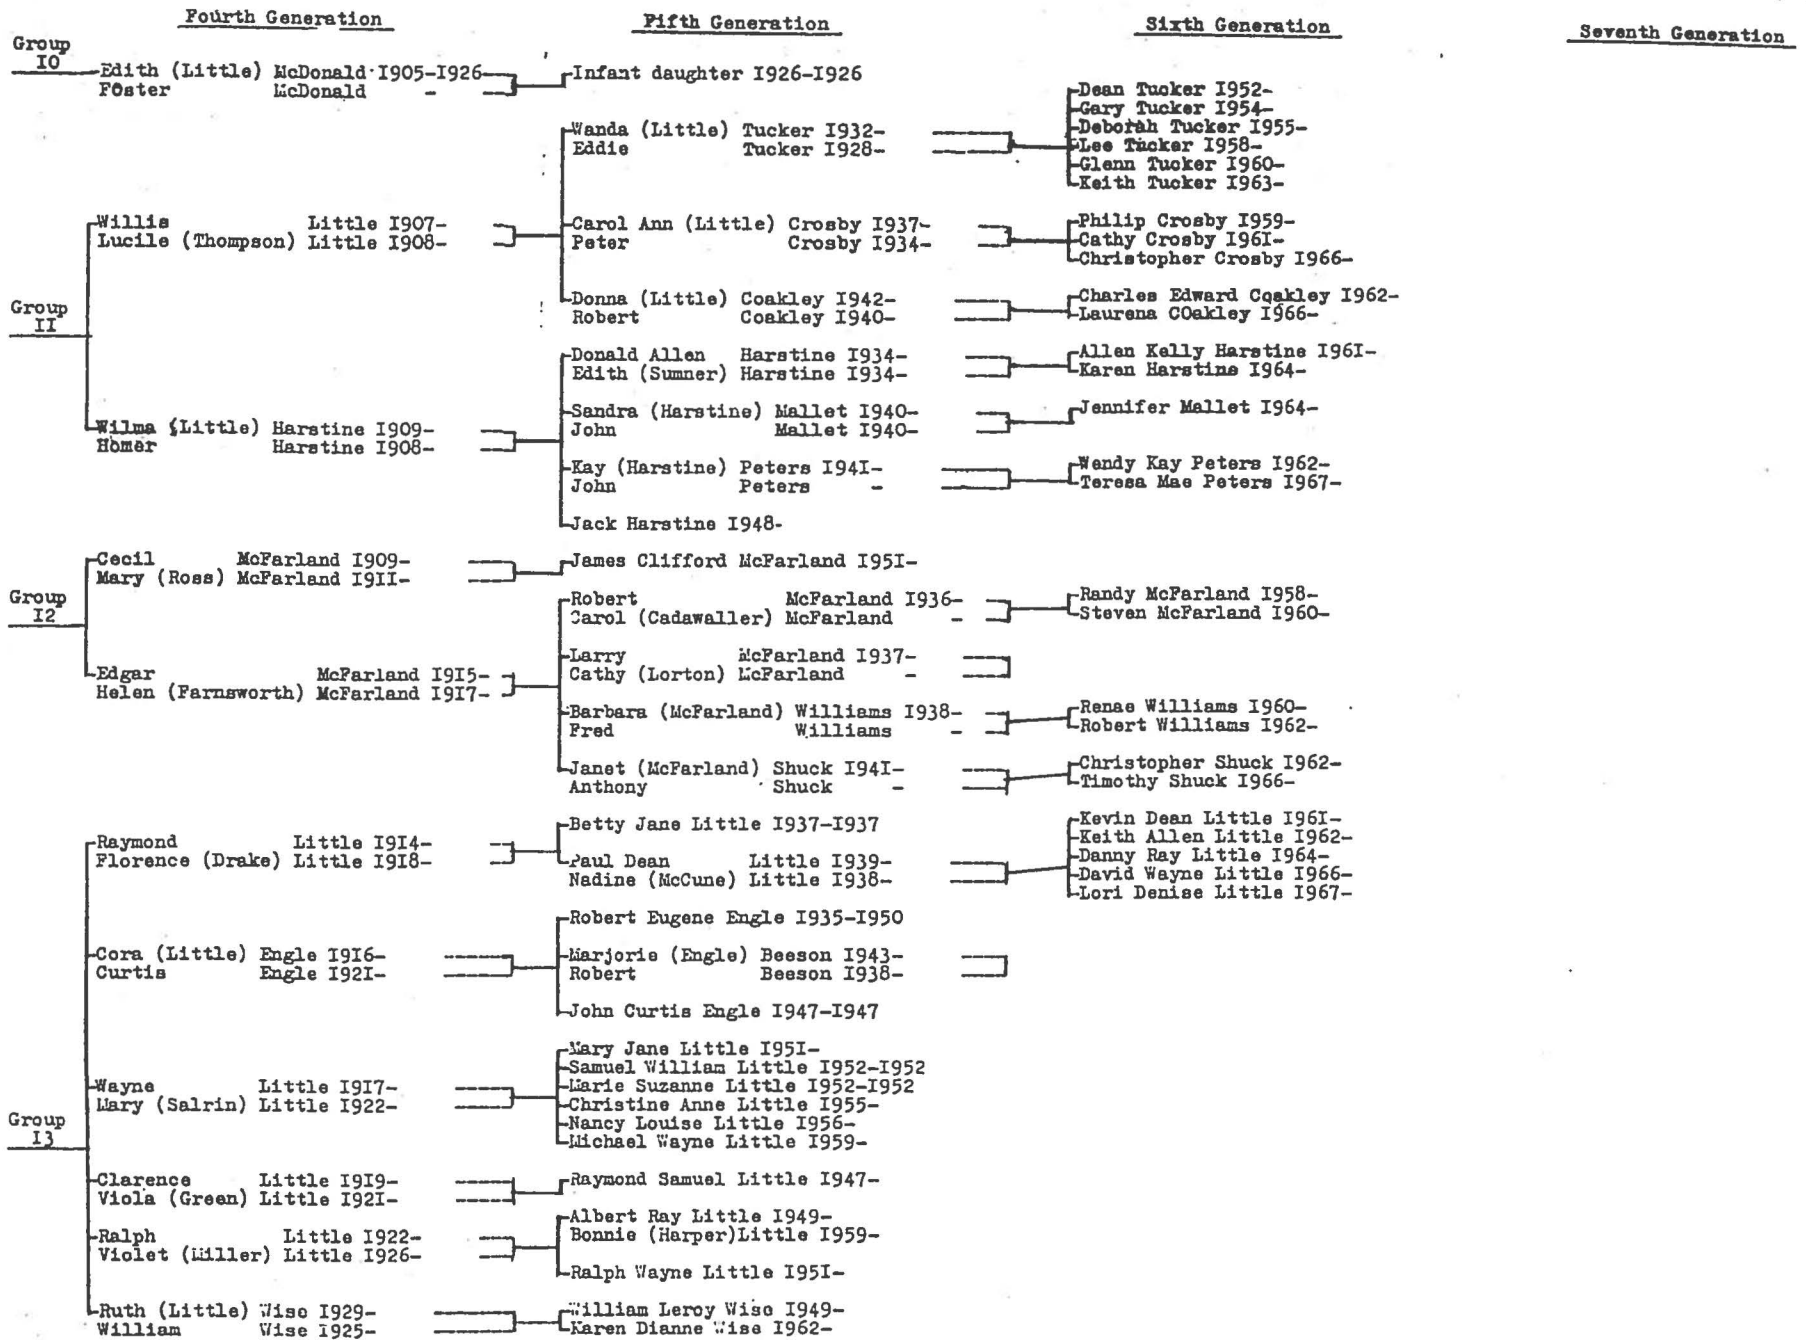 Fourth Generation
Fifth Generation
Sixth Generation
Seventh Generation
Group
I0
Edith (Little) McDonald I905-I926
FOster McDonald -
Infant daughter I926-I926
Group
II
Willis Little I907-
Lucile (Thompson) Little I908-
Wanda (Little) Tucker I932-
Eddie Tucker I928-
Dean Tucker I952-
Gary Tucker I954-
Deborah Tucker I955-
Lee Tucker I958-
Glenn Tucker I960-
Keith Tucker I963-
Carol Ann (Little) Crosby I937-
Peter Crosby I934-
Philip Crosby I959-
Cathy Crosby I96I-
Christopher Crosby I966-
Donna (Little) Coakley I942-
Robert Coakley I940-
Charles Edward Coakley I962-
Laurena COakley I966-
Wilma (Little) Harstine I909-
Homer Harstine I908-
Donald Allen Harstine I934-
Edith (Sumner) Harstine I934-
Allen Kelly Harstine I96I-
Karen Harstine I964-
Sandra (Harstine) Mallet I940-
John Mallet I940-
Jennifer Mallet I964-
Kay (Harstine) Peters I94I-
John Peters -
Wendy Kay Peters I962-
Teresa Mae Peters I967-
Jack Harstine I948-
Group
I2
Cecil McFarland I909-
Mary (Ross) McFarland I9II-
James Clifford McFarland I95I-
Edgar McFarland I9I5-
Helen (Farnsworth) McFarland I9I7-
Robert McFarland I936-
Carol (Cadawaller) McFarland -
Randy McFarland I958-
Steven McFarland I960-
Larry McFarland I937-
Cathy (Lorton) McFarland -
Barbara (McFarland) Williams I938-
Fred Williams -
Renae Williams I960-
Robert Williams I962-
Janet (McFarland) Shuck I94I-
Anthony Shuck -
Christopher Shuck I962-
Timothy Shuck I966-
Group
I3
Raymond Little I9I4-
Florence (Drake) Little I9I8-
Betty Jane Little I937-I937
Paul Dean Little I939-
Nadine (McCune) Little I938-
Kevin Dean Little I96I-
Keith Allen Little I962-
Danny Ray Little I964-
David Wayne Little I966-
Lori Denise Little I967-
Cora (Little) Engle I9I6-
Curtis Engle I92I-
Robert Eugene Engle I935-I950
Marjorie (Engle) Beeson I943-
Robert Beeson I938-
John Curtis Engle I947-I947
Wayne Little I9I7-
Mary (Salrin) Little I922-
Mary Jane Little I95I-
Samuel William Little I952-I952
Marie Suzanne Little I952-I952
Christine Anne Little I955-
Nancy Louise Little I956-
Michael Wayne Little I959-
Clarence Little I9I9-
Viola (Green) Little I92I-
Raymond Samuel Little I947-
Ralph Little I922-
Violet (Miller) Little I926-
Albert Ray Little I949-
Bonnie (Harper)Little I959-
Ralph Wayne Little I95I-
Ruth (Little) Wise I929-
William Wise I925-
William Leroy Wise I949-
Karen Dianne Wise I962-